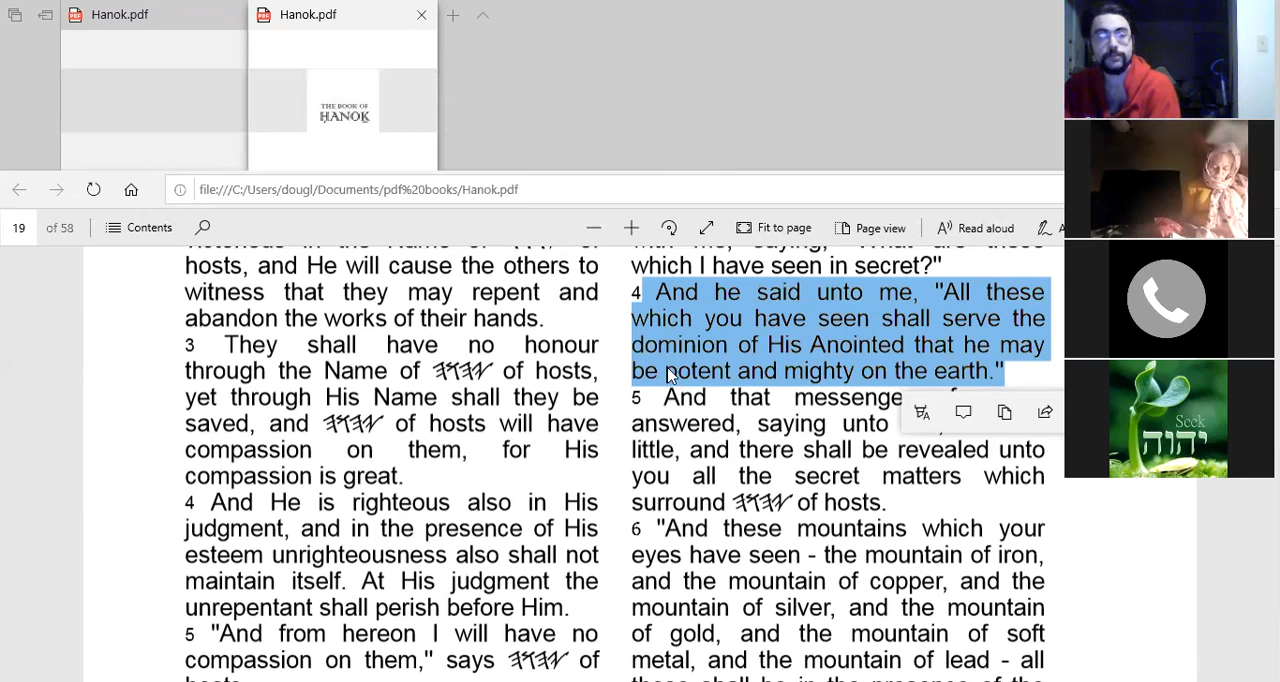 Hanok.pdf
Hanok.pdf
THE BOOK OF
HANOK
file:///C:/Users/dougl/Documents/pdf%20books/Hanok.pdf
19 of 58
Contents
Fit to page
Page view
Read aloud
hosts, and He will cause the others to
witness that they may repent and
abandon the works of their hands.
3 They shall have no honour
through the Name of 𐤉𐤄𐤅𐤄 of hosts,
yet through His Name shall they be
saved, and 𐤉𐤄𐤅𐤄 of hosts will have
compassion on them, for His
compassion is great.
4 And He is righteous also in His
judgment, and in the presence of His
esteem unrighteousness also shall not
maintain itself. At His judgment the
unrepentant shall perish before Him.
5 "And from hereon I will have no
compassion on them," says 𐤉𐤄𐤅𐤄 of
which I have seen in secret?"
4 And he said unto me, "All these
which you have seen shall serve the
dominion of His Anointed that he may
be potent and mighty on the earth."
5 And that messenge
answered, saying unto
little, and there shall be revealed unto
you all the secret matters which
surround 𐤉𐤄𐤅𐤄 of hosts.
6 "And these mountains which your
eyes have seen - the mountain of iron,
and the mountain of copper, and the
mountain of silver, and the mountain
of gold, and the mountain of soft
metal, and the mountain of lead - all
Seek
יהוה